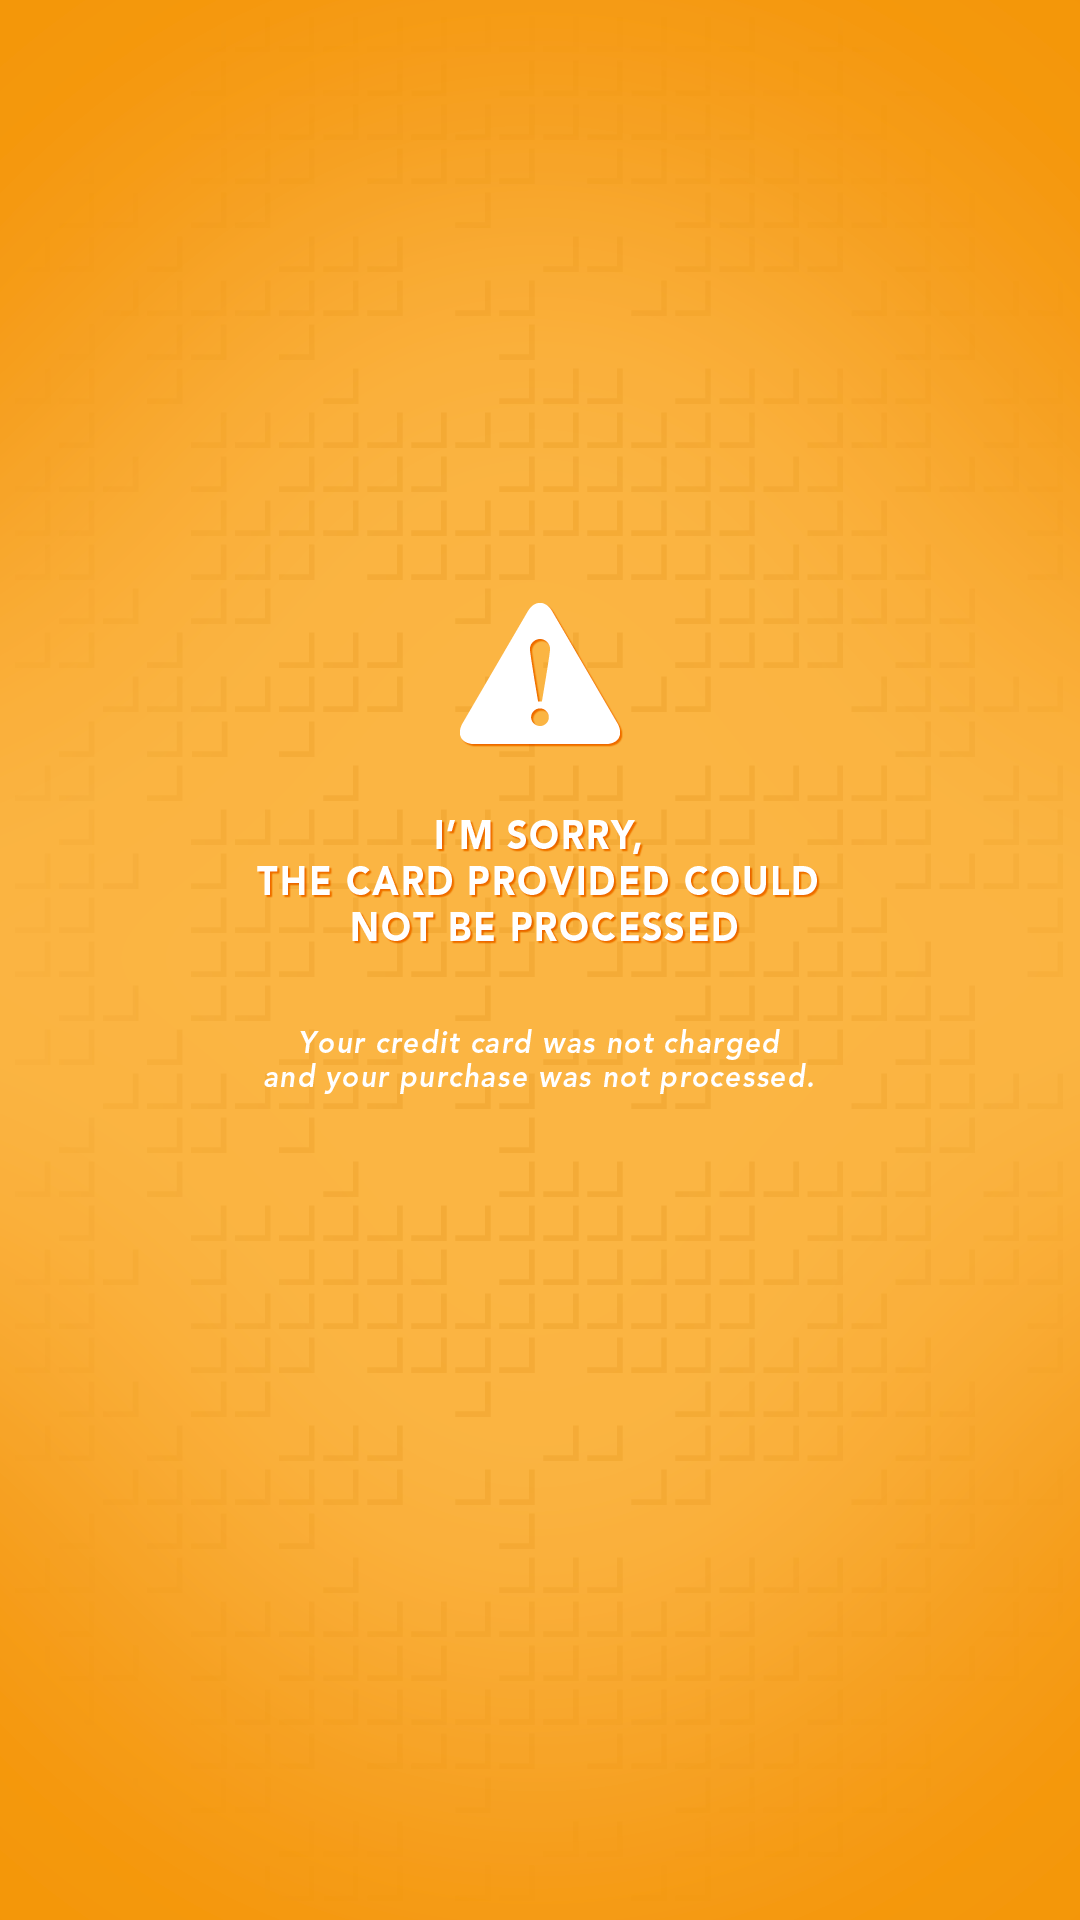 I’M SORRY,
THE CARD PROVIDED COULD
NOT BE PROCESSED
Your credit card was not charged
and your purchase was not processed.